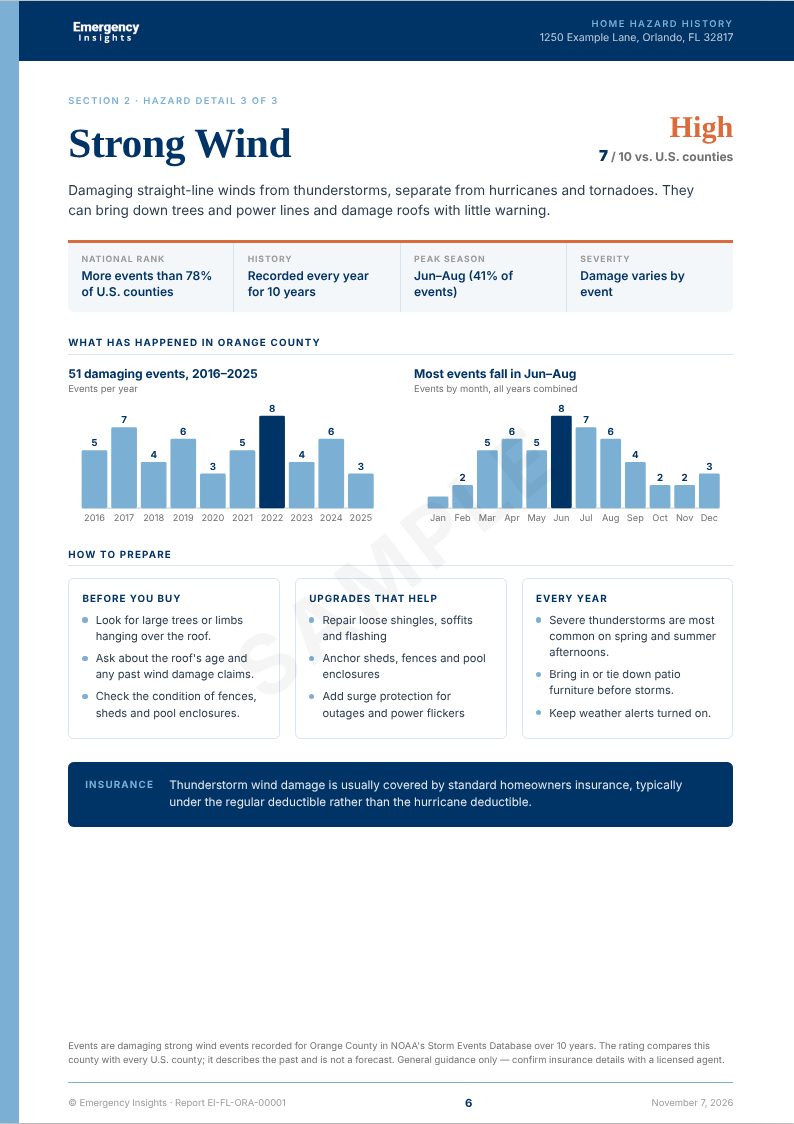 Emergency
Insights
HOME HAZARD HISTORY
1250 Example Lane, Orlando, FL 32817
SECTION 2 · HAZARD DETAIL 3 OF 3
Strong Wind
High
7 / 10 vs. U.S. counties
Damaging straight-line winds from thunderstorms, separate from hurricanes and tornadoes. They
can bring down trees and power lines and damage roofs with little warning.
NATIONAL RANK
More events than 78%
of U.S. counties
HISTORY
Recorded every year
for 10 years
PEAK SEASON
Jun–Aug (41% of
events)
SEVERITY
Damage varies by
event
WHAT HAS HAPPENED IN ORANGE COUNTY
51 damaging events, 2016–2025
Events per year
5 7 4 6 3 5 8 4 6 3
2016 2017 2018 2019 2020 2021 2022 2023 2024 2025
Most events fall in Jun–Aug
Events by month, all years combined
2 5 6 5 8 7 6 4 2 2 3
Jan Feb Mar Apr May Jun Jul Aug Sep Oct Nov Dec
SAMPLE
HOW TO PREPARE
BEFORE YOU BUY
Look for large trees or limbs
hanging over the roof.
Ask about the roof's age and
any past wind damage claims.
Check the condition of fences,
sheds and pool enclosures.
UPGRADES THAT HELP
Repair loose shingles, soffits
and flashing
Anchor sheds, fences and pool
enclosures
Add surge protection for
outages and power flickers
EVERY YEAR
Severe thunderstorms are most
common on spring and summer
afternoons.
Bring in or tie down patio
furniture before storms.
Keep weather alerts turned on.
INSURANCE
Thunderstorm wind damage is usually covered by standard homeowners insurance, typically
under the regular deductible rather than the hurricane deductible.
Events are damaging strong wind events recorded for Orange County in NOAA's Storm Events Database over 10 years. The rating compares this
county with every U.S. county; it describes the past and is not a forecast. General guidance only — confirm insurance details with a licensed agent.
© Emergency Insights · Report EI-FL-ORA-00001
6
November 7, 2026